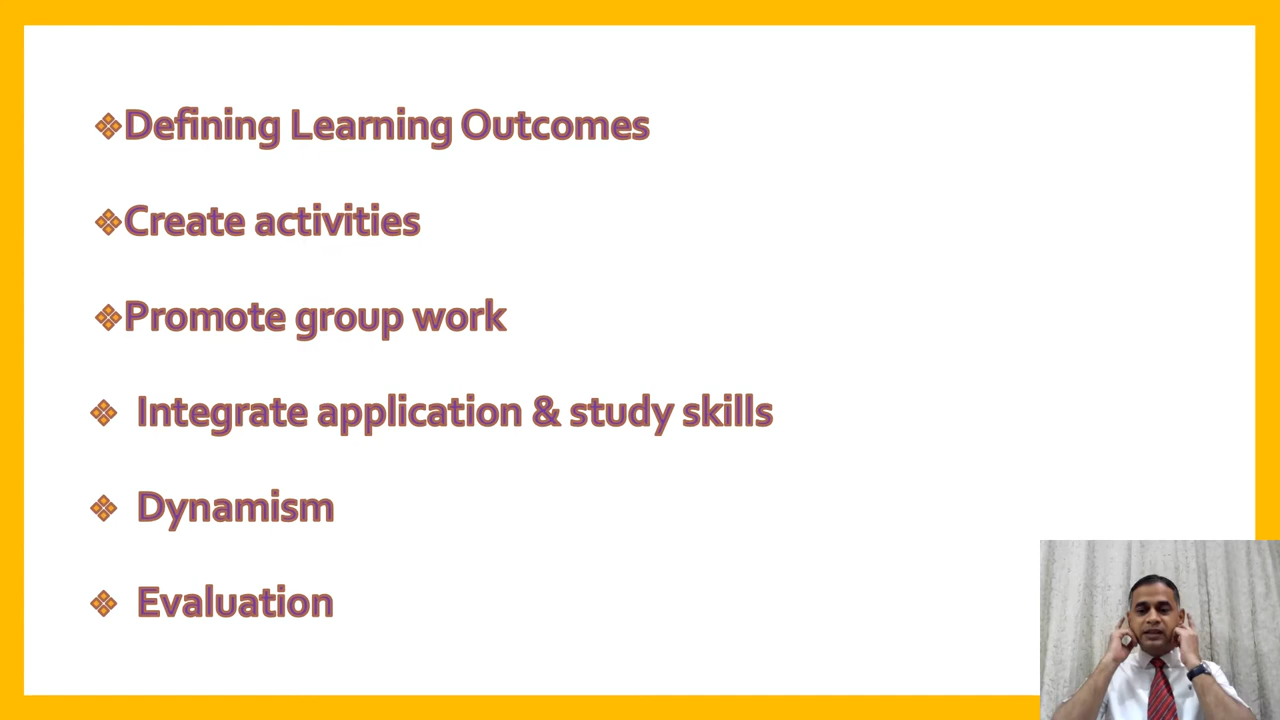 Defining Learning Outcomes
Create activities
Promote group work
Integrate application & study skills
Dynamism
Evaluation